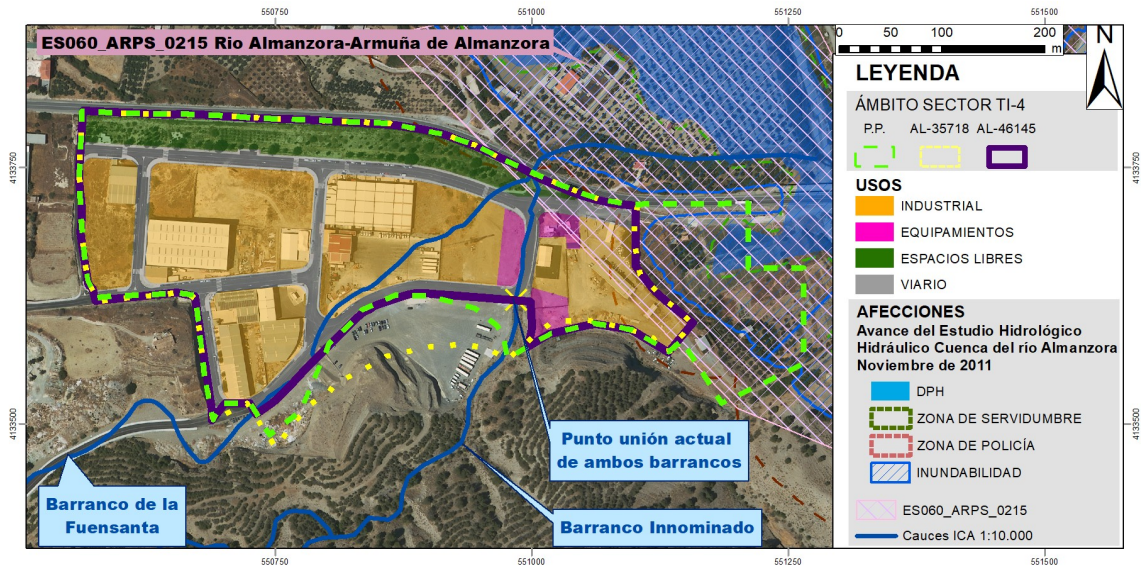 550750 551000 551250 551500
ES060_ARPS_0215 Rio Almanzora-Armuña de Almanzora
0 50 100 200
m
N
LEYENDA
ÁMBITO SECTOR TI-4
P.P. AL-35718 AL-46145
USOS
INDUSTRIAL
EQUIPAMIENTOS
ESPACIOS LIBRES
VIARIO
AFECCIONES
Avance del Estudio Hidrológico
Hidráulico Cuenca del río Almanzora
Noviembre de 2011
DPH
ZONA DE SERVIDUMBRE
ZONA DE POLICÍA
INUNDABILIDAD
ES060_ARPS_0215
Cauces ICA 1:10.000
4133750
4133750
4133500
4133500
Punto unión actual
de ambos barrancos
Barranco de la
Fuensanta
Barranco Innominado
550750 551000 551250 551500